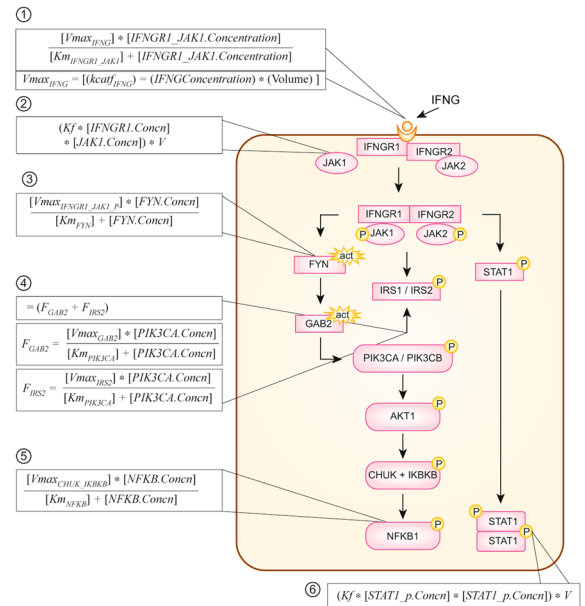 ①
[Vmax_IFNG] * [IFNGR1_JAK1.Concentration]
[Km_IFNGR1_JAK1] + [IFNGR1_JAK1.Concentration]
Vmax_IFNG = [(kcatf_IFNG) = (IFNGConcentration) * (Volume) ]
IFNG
②
(Kf * [IFNGR1.Concn]
* [JAK1.Concn]) * V
IFNGR1
IFNGR2
JAK1
JAK2
③
[Vmax_IFNGR1_JAK1_P] * [FYN.Concn]
[Km_FYN] + [FYN.Concn]
IFNGR1
IFNGR2
P
JAK1
JAK2
P
act
FYN
P
STAT1
IRS1 / IRS2
④
= (F_GAB2 + F_IRS2)
F_GAB2 = [Vmax_GAB2] * [PIK3CA.Concn]
[Km_PIK3CA] + [PIK3CA.Concn]
F_IRS2 = [Vmax_IRS2] * [PIK3CA.Concn]
[Km_PIK3CA] + [PIK3CA.Concn]
act
GAB2
P
PIK3CA / PIK3CB
P
AKT1
⑤
[Vmax_CHUK_IKBKB] * [NFKB.Concn]
[Km_NFKB] + [NFKB.Concn]
P
CHUK + IKBKB
P
NFKB1
P
STAT1
P
STAT1
⑥
(Kf * [STAT1_p.Concn] * [STAT1_p.Concn]) * V